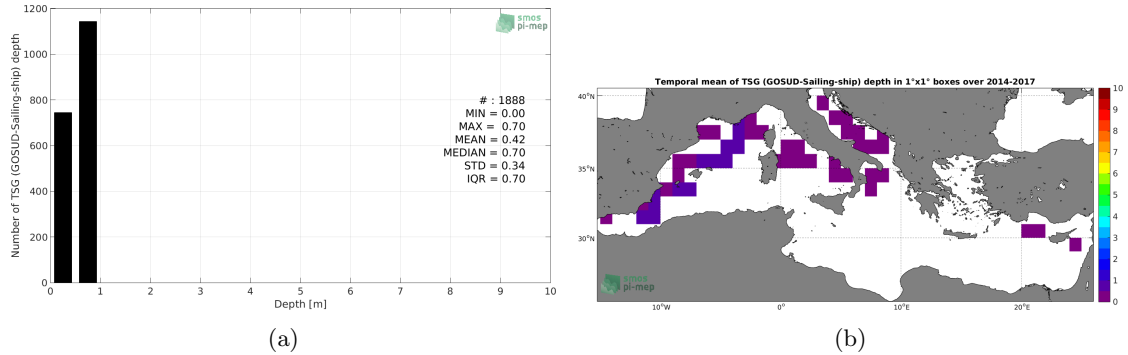 1200
1000
800
600
400
200
0
Number of TSG (GOSUD-Sailing-ship) depth
0 1 2 3 4 5 6 7 8 9 10
Depth [m]
smos
pi-mep
# : 1888
MIN = 0.00
MAX = 0.70
MEAN = 0.42
MEDIAN = 0.70
STD = 0.34
IQR = 0.70
(a)
Temporal mean of TSG (GOSUD-Sailing-ship) depth in 1°x1° boxes over 2014-2017
40°N
35°N
30°N
10°W 0° 10°E 20°E
smos
pi-mep
10
9
8
7
6
5
4
3
2
1
0
(b)